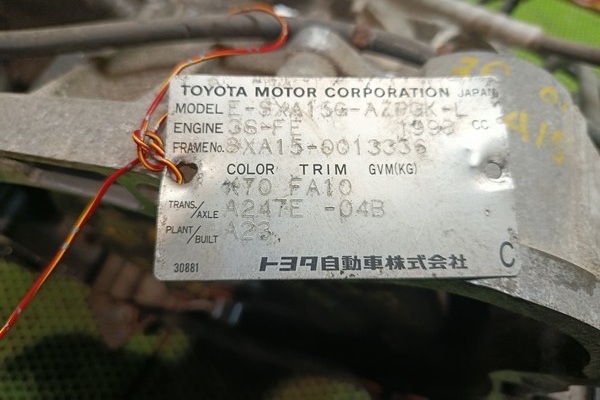 TOYOTA MOTOR CORPORATION JAPAN
MODEL E-SXA15G-AZPGK-L
ENGINE 3S-FE 1998 CC
FRAME No. SXA15-0013336
COLOR TRIM GVM(KG)
FA10
TRANS./AXLE A247E -04B
PLANT/BUILT A23
30881 トヨタ自動車株式会社 C